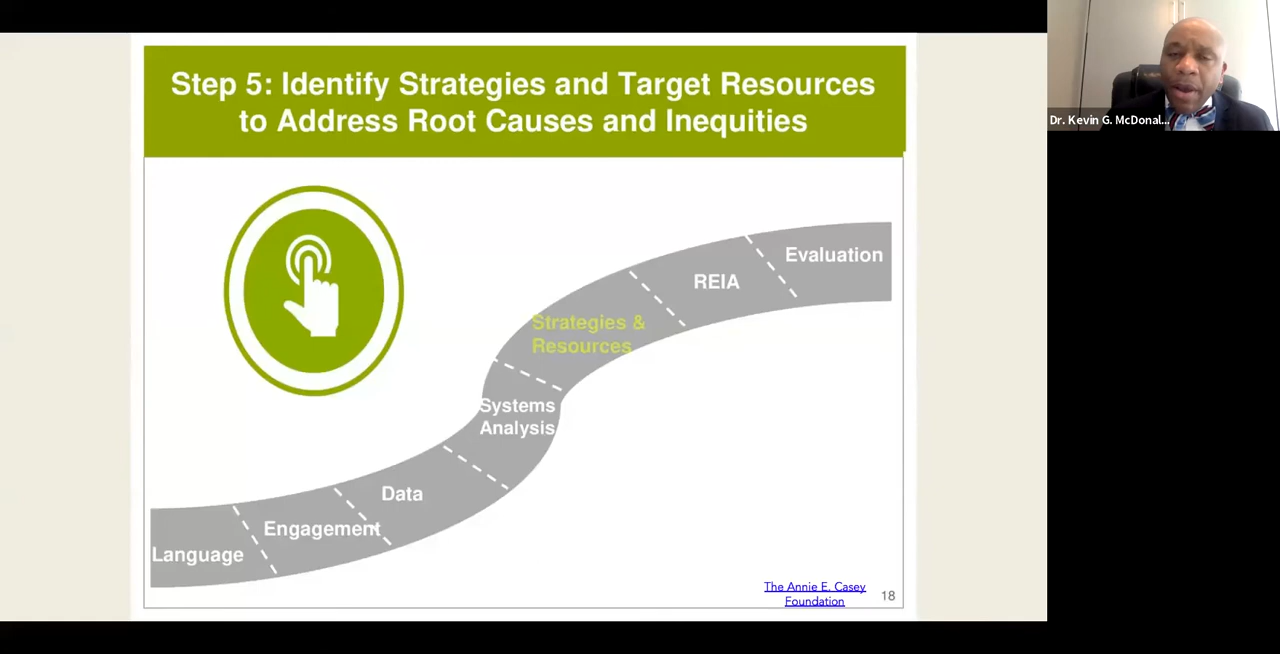 Step 5: Identify Strategies and Target Resources
to Address Root Causes and Inequities
Evaluation
REIA
Strategies &
Resources
Systems
Analysis
Data
Engagement
Language
The Annie E. Casey
Foundation
18
Dr. Kevin G. McDonal...